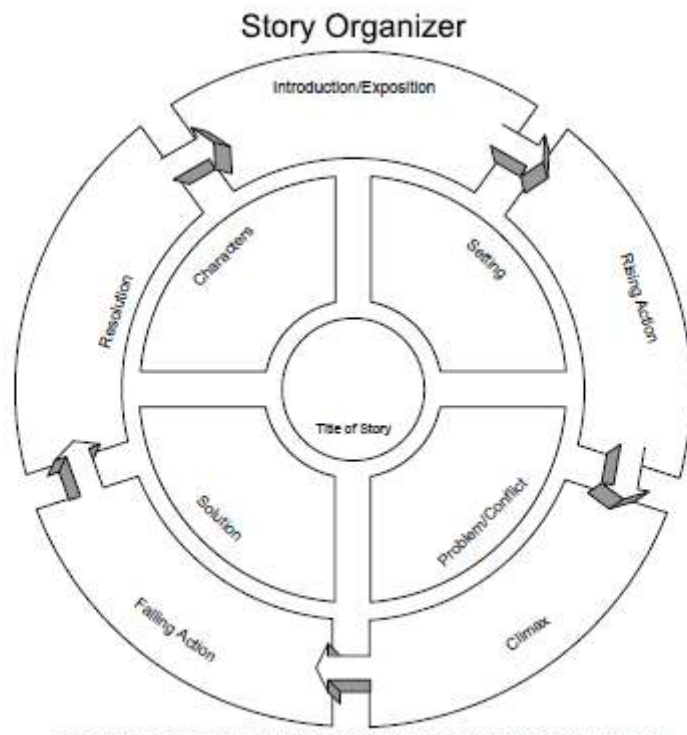 Story Organizer
Introduction/Exposition
Characters
Setting
Resolution
Rising Action
Title of Story
Solution
Problem/Conflict
Falling Action
Climax